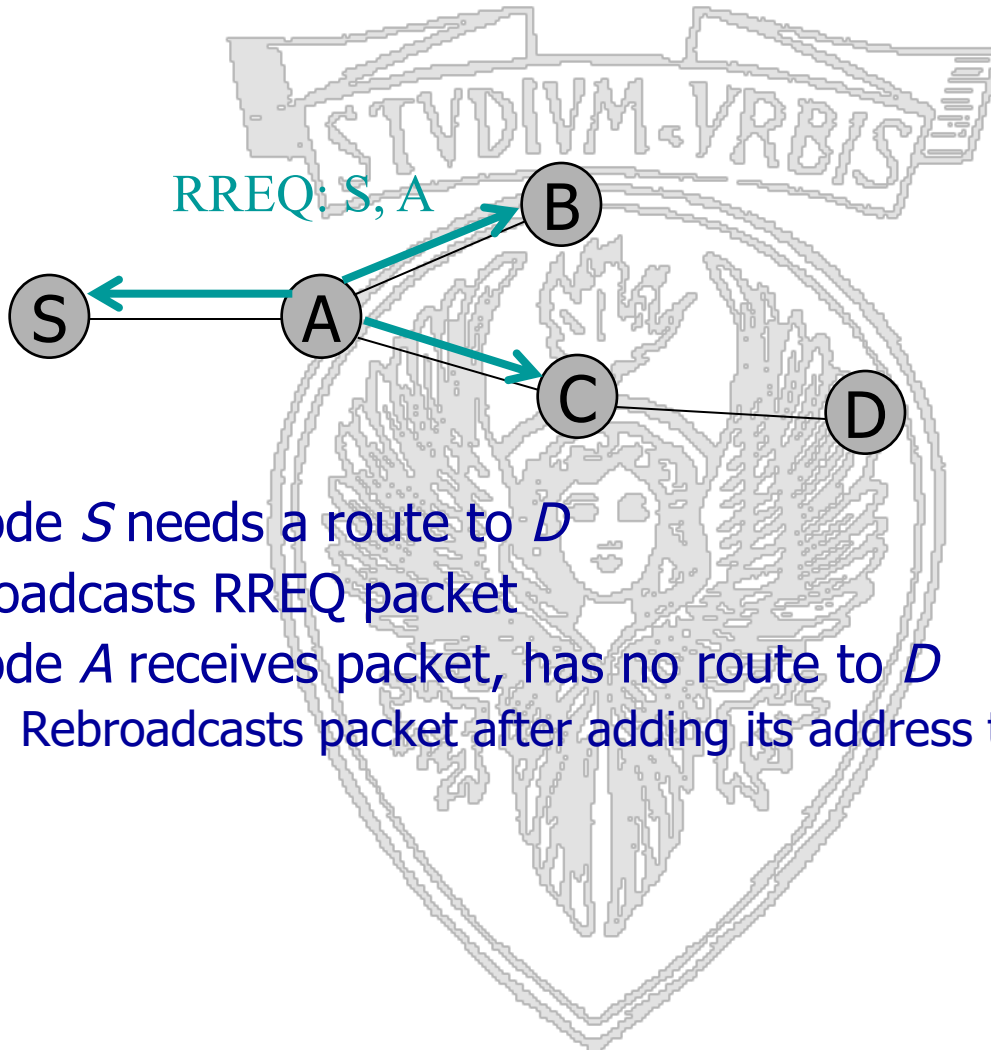 STVDIVM VRBIS
RREQ: S, A
B
S
A
C
D
ode S needs a route to D
oadcasts RREQ packet
ode A receives packet, has no route to D
Rebroadcasts packet after adding its address t